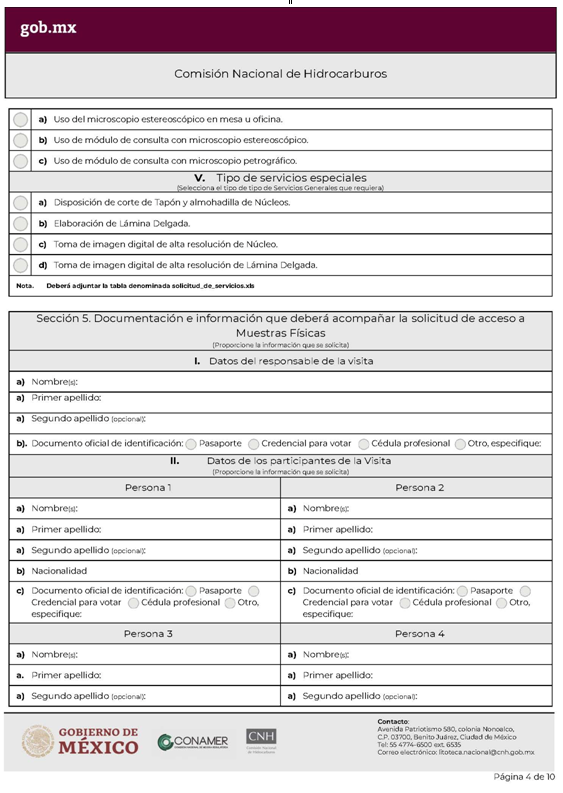 gob.mx
Comisión Nacional de Hidrocarburos
a) Uso del microscopio estereoscópico en mesa u oficina.
b) Uso de módulo de consulta con microscopio estereoscópico.
c) Uso de módulo de consulta con microscopio petrográfico.
V. Tipo de servicios especiales
(Selecciona el tipo de tipo de Servicios Generales que requiera)
a) Disposición de corte de Tapón y almohadilla de Núcleos.
b) Elaboración de Lámina Delgada.
c) Toma de imagen digital de alta resolución de Núcleo.
d) Toma de imagen digital de alta resolución de Lámina Delgada.
Nota. Deberá adjuntar la tabla denominada solicitud_de_servicios.xls
Sección 5. Documentación e información que deberá acompañar la solicitud de acceso a
Muestras Físicas
(Proporcione la información que se solicita)
I. Datos del responsable de la visita
a) Nombre(s):
a) Primer apellido:
a) Segundo apellido (opcional):
b). Documento oficial de identificación: Pasaporte Credencial para votar Cédula profesional Otro, especifique:
II. Datos de los participantes de la Visita
(Proporcione la información que se solicita)
Persona 1 Persona 2
a) Nombre(s): a) Nombre(s):
a) Primer apellido: a) Primer apellido:
a) Segundo apellido (opcional): a) Segundo apellido (opcional):
b) Nacionalidad b) Nacionalidad
c) Documento oficial de identificación: Pasaporte c) Documento oficial de identificación: Pasaporte
Credencial para votar Cédula profesional Otro, Credencial para votar Cédula profesional Otro,
especifique: especifique:
Persona 3 Persona 4
a) Nombre(s): a) Nombre(s):
a. Primer apellido: a) Primer apellido:
a) Segundo apellido (opcional): a) Segundo apellido (opcional):
GOBIERNO DE
MÉXICO
CONAMER
CNH
Comisión Nacional
de Hidrocarburos
Contacto:
Avenida Patriotismo 580, colonia Nonoalco,
C.P. 03700, Benito Juárez, Ciudad de México
Tel: 55 4774-6500 ext. 6535
Correo electrónico: litoteca.nacional@cnh.gob.mx
Página 4 de 10